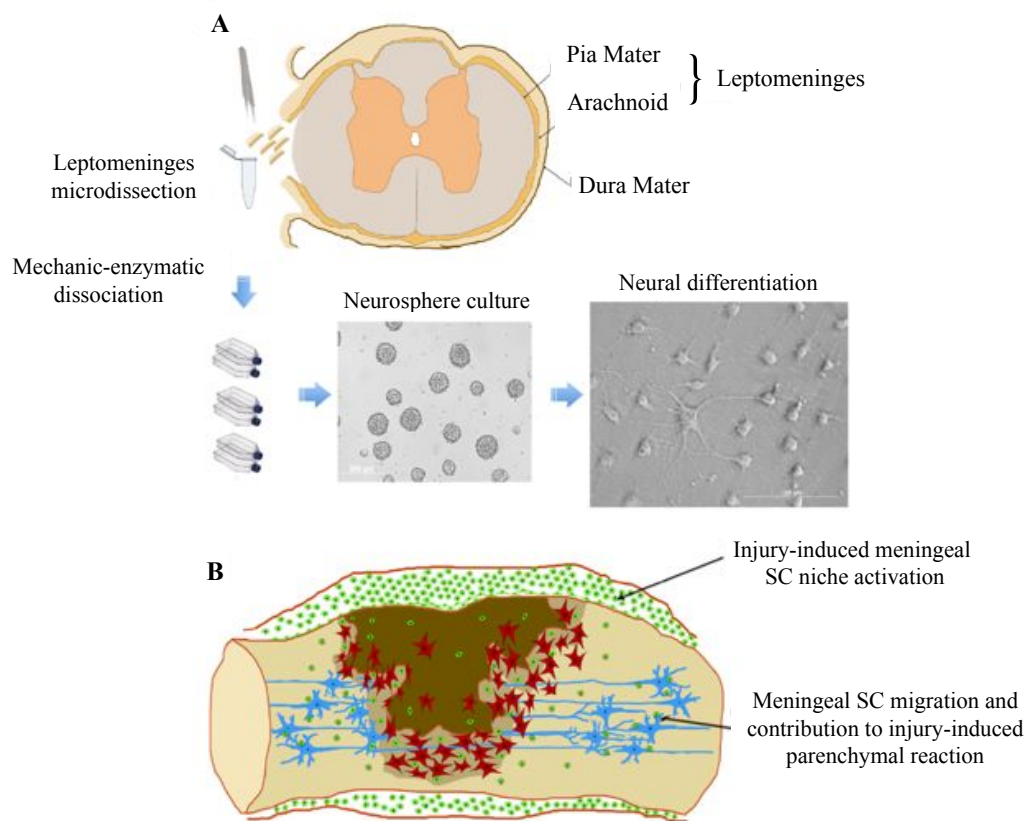 A
Pia Mater
Arachnoid
Leptomeninges
Dura Mater
Leptomeninges
microdissection
Mechanic-enzymatic
dissociation
Neurosphere culture
Neural differentiation
B
Injury-induced meningeal
SC niche activation
Meningeal SC migration and
contribution to injury-induced
parenchymal reaction